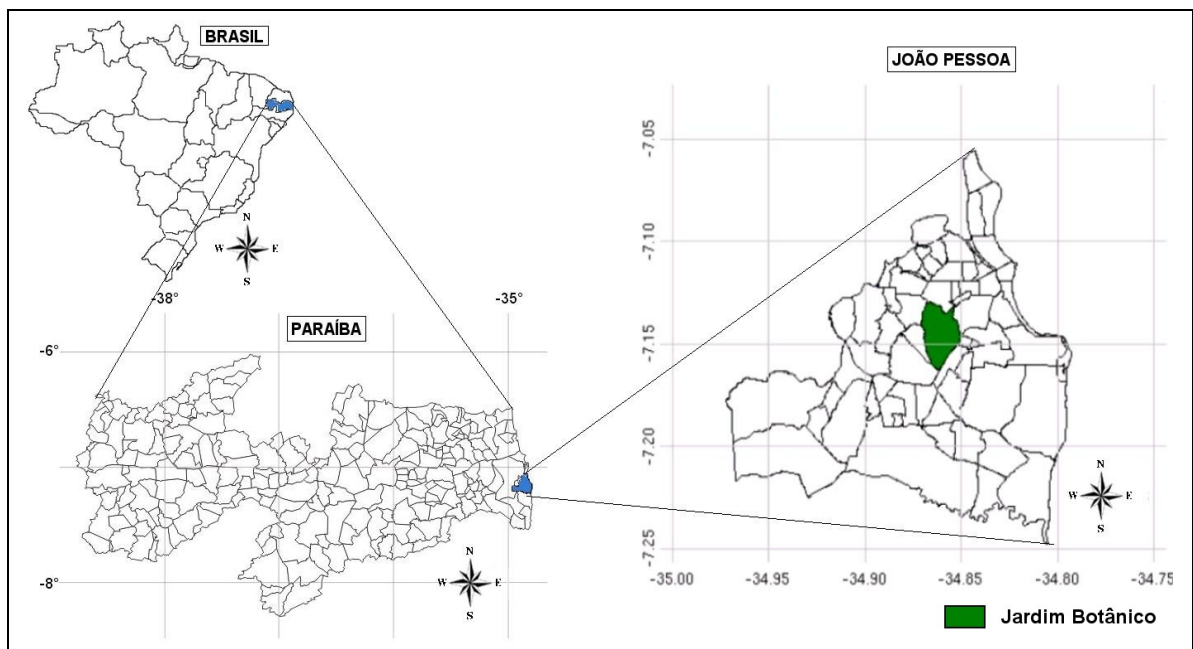 BRASIL
N
W E
S
-38° -35°
PARAÍBA
-6°
-8°
N
W E
S
JOÃO PESSOA
-7.05
-7.10
-7.15
-7.20
-7.25
-35.00 -34.95 -34.90 -34.85 -34.80 -34.75
N
W E
S
Jardim Botânico